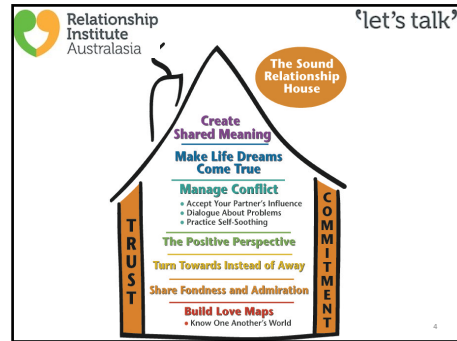 Relationship
Institute
Australasia
‘let’s talk’
The Sound
Relationship
House
Create
Shared Meaning
Make Life Dreams
Come True
Manage Conflict
• Accept Your Partner's Influence
• Dialogue About Problems
• Practice Self-Soothing
The Positive Perspective
Turn Towards Instead of Away
Share Fondness and Admiration
Build Love Maps
• Know One Another's World
TRUST
COMMITMENT
4